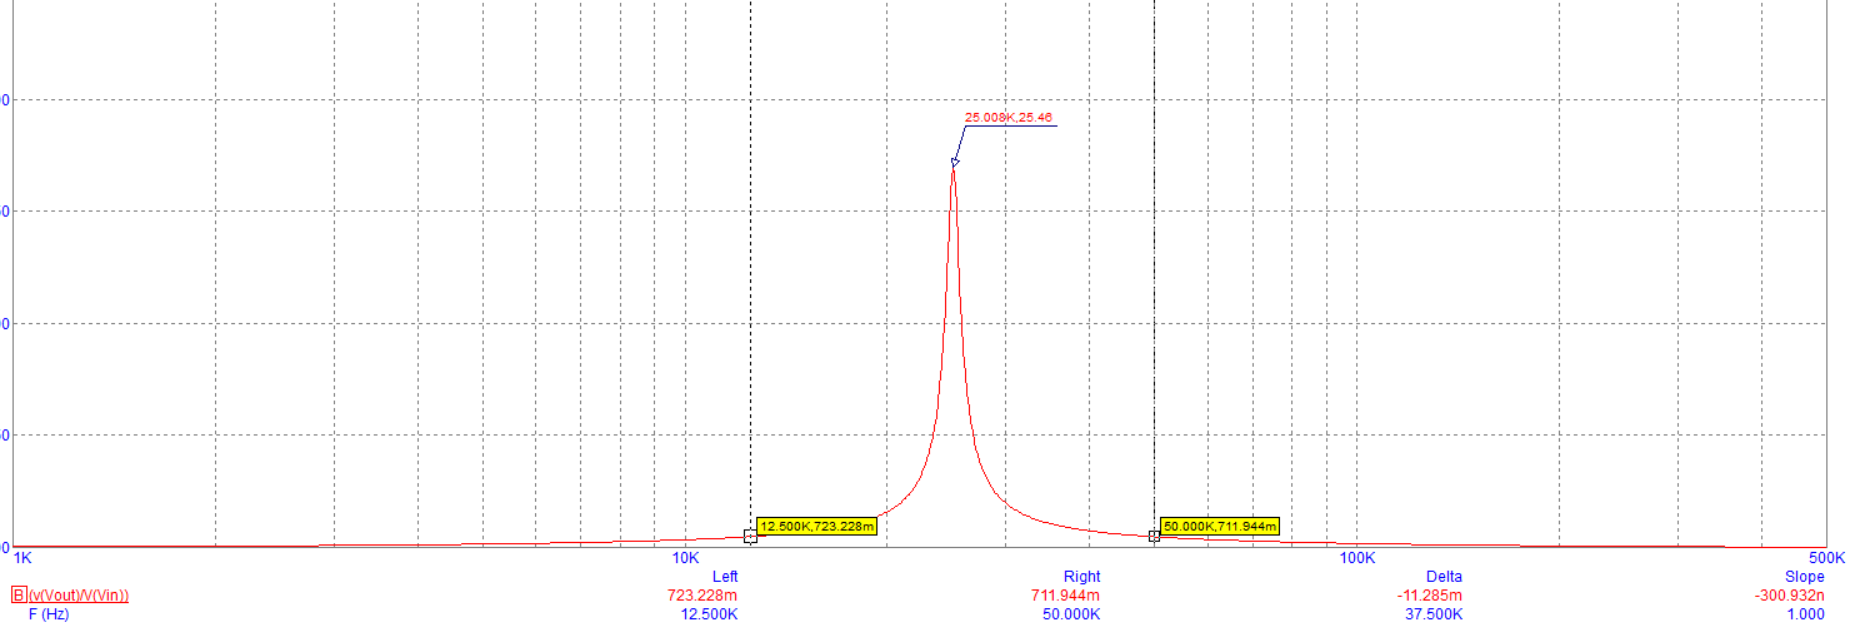 25.008K,25.46
12.500K,723.228m
50.000K,711.944m
1K 10K 100K 500K
Left Right Delta Slope
B (v(Vout)/V(Vin)) 723.228m 711.944m -11.285m -300.932n
F (Hz) 12.500K 50.000K 37.500K 1.000